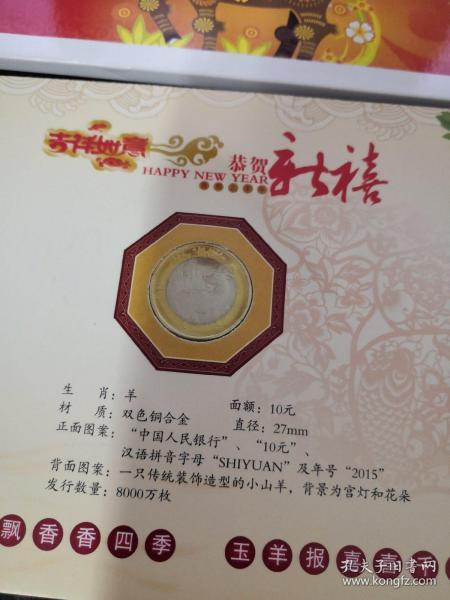 吉祥如意
恭贺新禧
HAPPY NEW YEAR
生 肖：羊 面额：10元
材 质：双色铜合金 直径：27mm
正面图案：“中国人民银行”、“10元”、
汉语拼音字母“SHIYUAN”及年号“2015”
背面图案：一只传统装饰造型的小山羊，背景为宫灯和花朵
发行数量：8000万枚
飘香香四季 玉羊报喜喜
孔夫子旧书网
www.kongfz.com